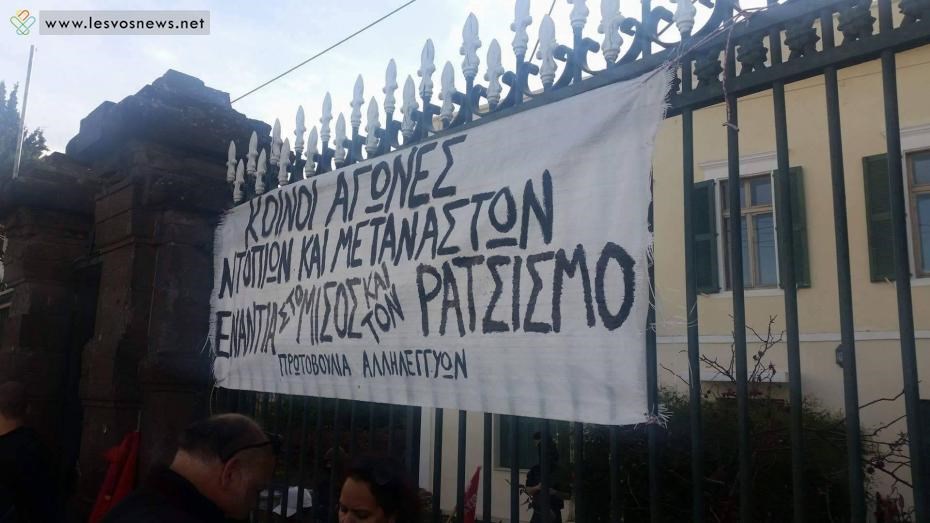 www.lesvosnews.net
ΚΟΙΝΟΙ ΑΓΩΝΕΣ
ΝΤΟΠΙΩΝ ΚΑΙ ΜΕΤΑΝΑΣΤΩΝ
ΕΝΑΝΤΙΑ ΣΤΟ ΜΙΣΟΣ ΚΑΙ ΤΟΝ ΡΑΤΣΙΣΜΟ
ΠΡΩΤΟΒΟΥΛΙΑ ΑΛΛΗΛΕΓΓΥΩΝ